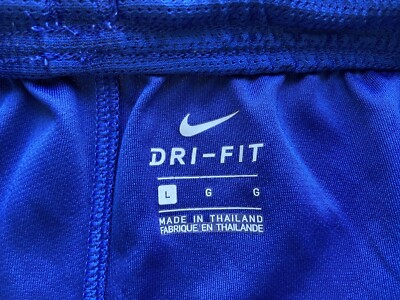 DRI-FIT
L G G
MADE IN THAILAND
FABRIQUE EN THAILANDE